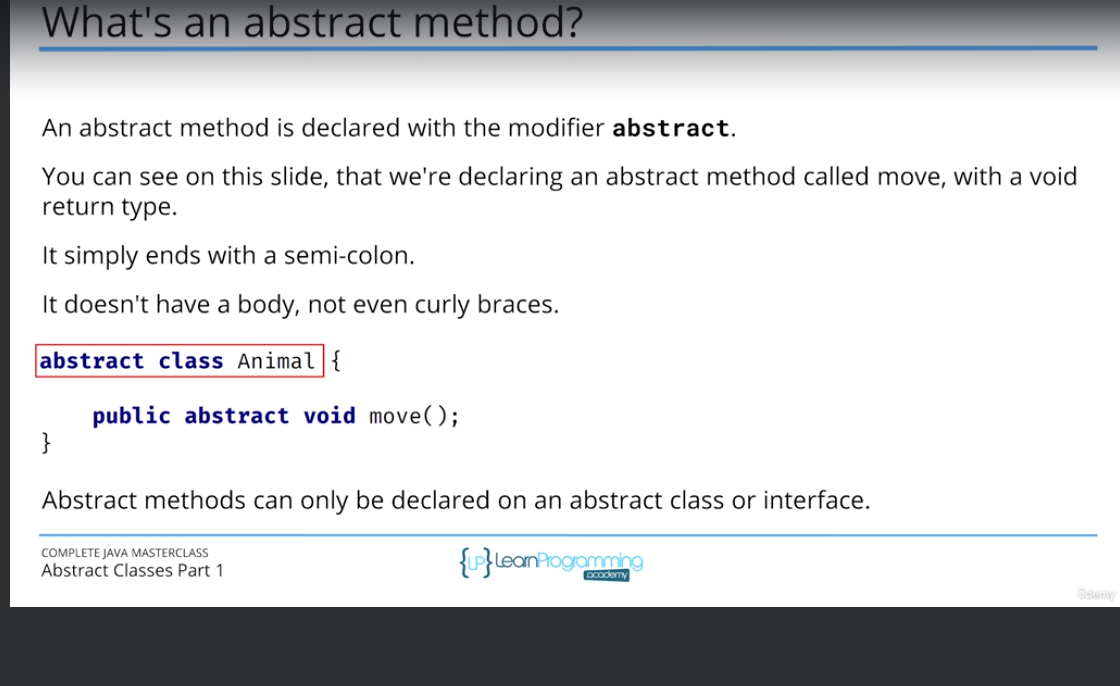 What's an abstract method?
An abstract method is declared with the modifier abstract.
You can see on this slide, that we're declaring an abstract method called move, with a void
return type.
It simply ends with a semi-colon.
It doesn't have a body, not even curly braces.
abstract class Animal {
public abstract void move();
}
Abstract methods can only be declared on an abstract class or interface.
COMPLETE JAVA MASTERCLASS
Abstract Classes Part 1
{LP} LearnProgramming
academy
Udemy